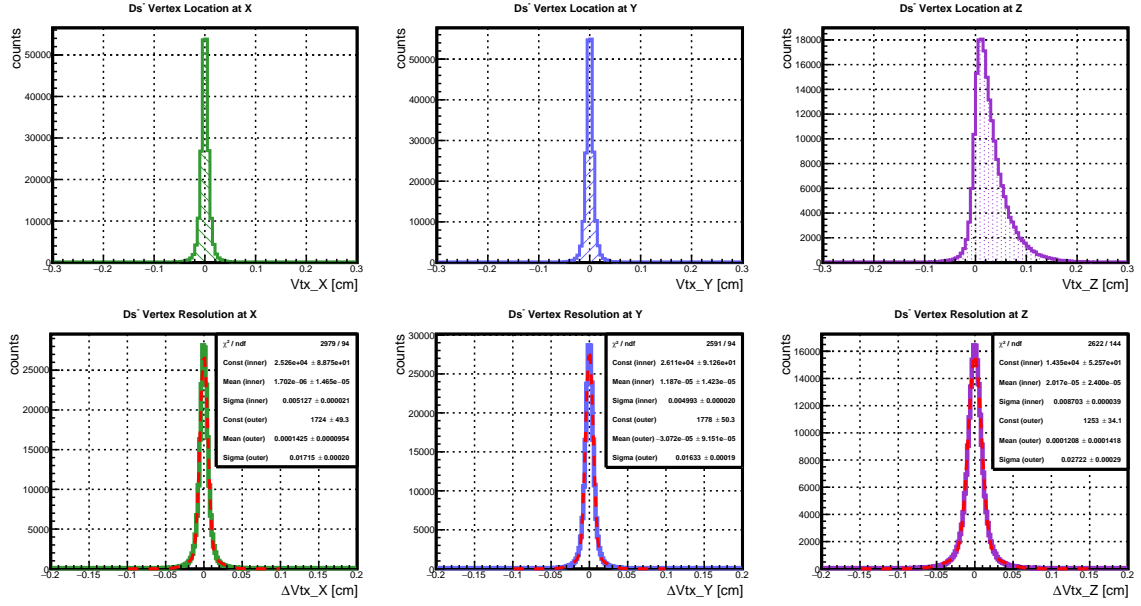 Ds⁻ Vertex Location at X
counts
50000
40000
30000
20000
10000
0
−0.3 −0.2 −0.1 0 0.1 0.2 0.3
Vtx_X [cm]
Ds⁻ Vertex Location at Y
counts
50000
40000
30000
20000
10000
0
−0.3 −0.2 −0.1 0 0.1 0.2 0.3
Vtx_Y [cm]
Ds⁻ Vertex Location at Z
counts
18000
16000
14000
12000
10000
8000
6000
4000
2000
0
−0.3 −0.2 −0.1 0 0.1 0.2 0.3
Vtx_Z [cm]
Ds⁻ Vertex Resolution at X
counts
25000
20000
15000
10000
5000
0
−0.2 −0.15 −0.1 −0.05 0 0.05 0.1 0.15 0.2
ΔVtx_X [cm]
χ² / ndf 2979 / 94
Const (inner) 2.526e+04 ± 8.875e+01
Mean (inner) 1.702e−06 ± 1.465e−05
Sigma (inner) 0.005127 ± 0.000021
Const (outer) 1724 ± 49.3
Mean (outer) 0.0001425 ± 0.0000954
Sigma (outer) 0.01715 ± 0.00020
Ds⁻ Vertex Resolution at Y
counts
30000
25000
20000
15000
10000
5000
0
−0.2 −0.15 −0.1 −0.05 0 0.05 0.1 0.15 0.2
ΔVtx_Y [cm]
χ² / ndf 2591 / 94
Const (inner) 2.611e+04 ± 9.126e+01
Mean (inner) 1.187e−05 ± 1.423e−05
Sigma (inner) 0.004993 ± 0.000020
Const (outer) 1778 ± 50.3
Mean (outer) −3.072e−05 ± 9.151e−05
Sigma (outer) 0.01633 ± 0.00019
Ds⁻ Vertex Resolution at Z
counts
16000
14000
12000
10000
8000
6000
4000
2000
−0.2 −0.15 −0.1 −0.05 0 0.05 0.1 0.15 0.2
ΔVtx_Z [cm]
χ² / ndf 2622 / 144
Const (inner) 1.435e+04 ± 5.257e+01
Mean (inner) 2.017e−05 ± 2.400e−05
Sigma (inner) 0.008703 ± 0.000039
Const (outer) 1253 ± 34.1
Mean (outer) 0.0001208 ± 0.0001418
Sigma (outer) 0.02722 ± 0.00029